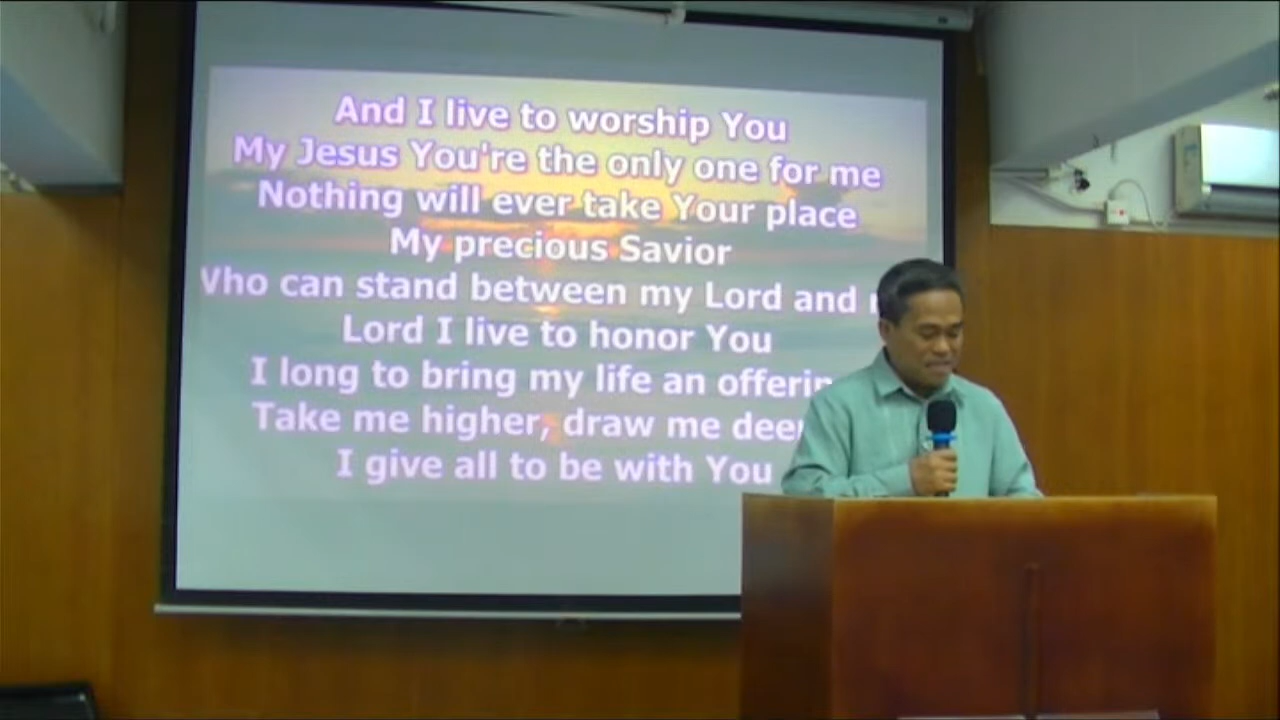 And I live to worship You
My Jesus You're the only one for me
Nothing will ever take Your place
My precious Savior
Who can stand between my Lord and
Lord I live to honor You
I long to bring my life an
Take me higher, draw me
I give all to be with You